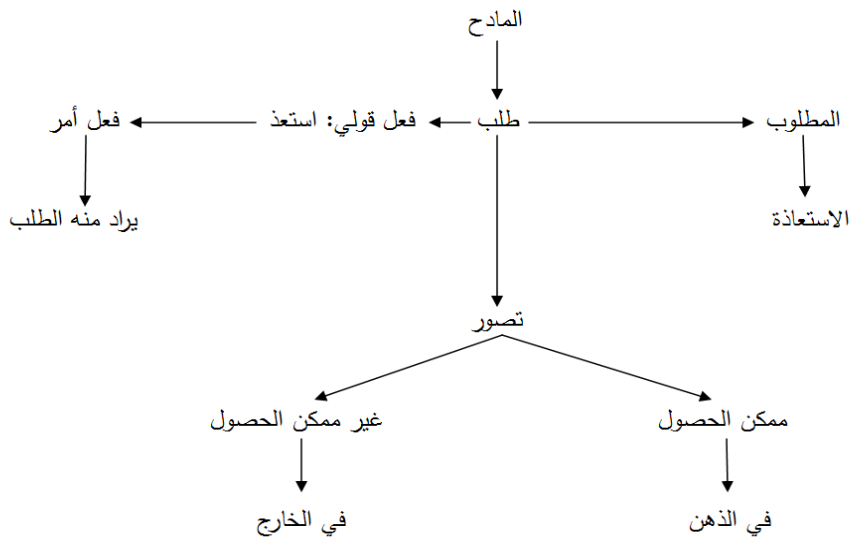 المادح
المطلوب
طلب
فعل قولي: استعذ
فعل أمر
الاستعاذة
يراد منه الطلب
تصور
ممكن الحصول
غير ممكن الحصول
في الذهن
في الخارج